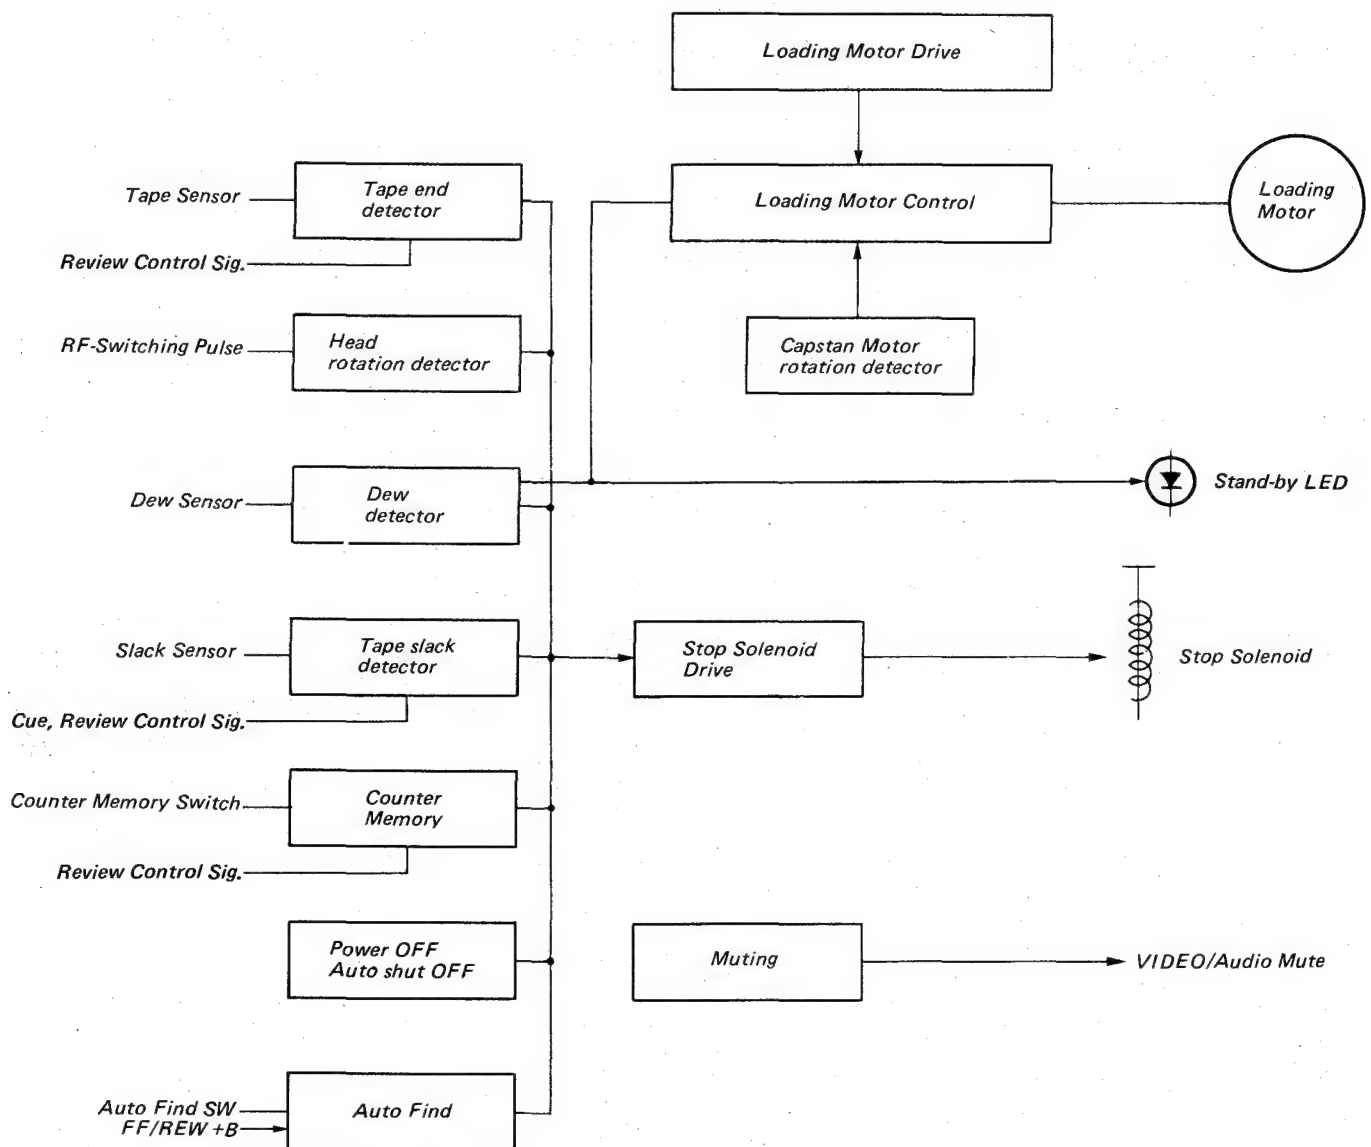 Loading Motor Drive
Tape Sensor
Tape end
detector
Loading Motor Control
Loading
Motor
Review Control Sig.
RF-Switching Pulse
Head
rotation detector
Capstan Motor
rotation detector
Dew Sensor
Dew
detector
Stand-by LED
Slack Sensor
Tape slack
detector
Stop Solenoid
Drive
Stop Solenoid
Cue, Review Control Sig.
Counter Memory Switch
Counter
Memory
Review Control Sig.
Power OFF
Auto shut OFF
Muting
VIDEO/Audio Mute
Auto Find SW
FF/REW +B
Auto Find